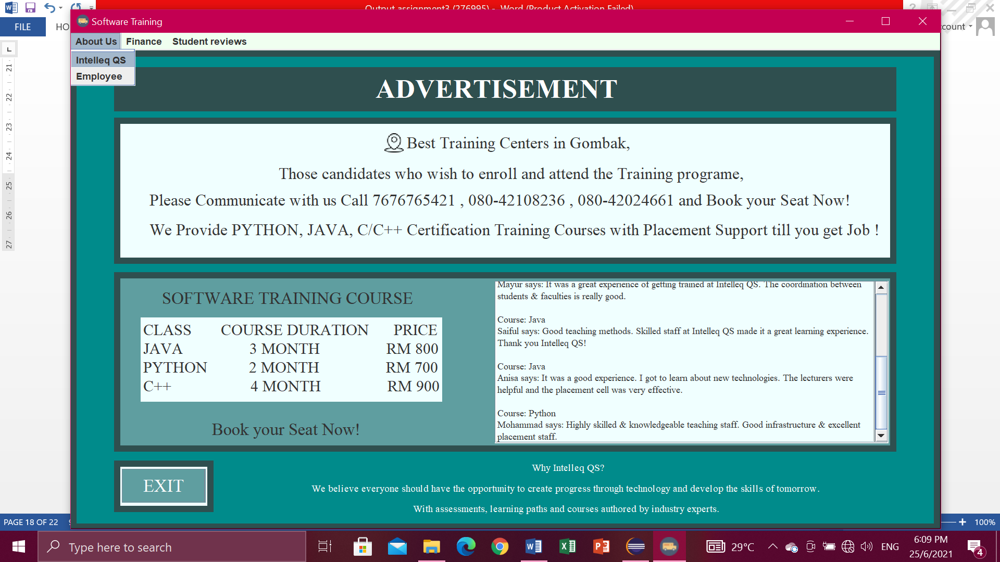 Output assignment3 (276995) - Word (Product Activation Failed)
FILE
HO
ccount
Software Training
About Us
Finance
Student reviews
Intelleq QS
Employee
21
22
23
24
25
26
27
ADVERTISEMENT
Best Training Centers in Gombak,
Those candidates who wish to enroll and attend the Training programe,
Please Communicate with us Call 7676765421 , 080-42108236 , 080-42024661 and Book your Seat Now!
We Provide PYTHON, JAVA, C/C++ Certification Training Courses with Placement Support till you get Job !
SOFTWARE TRAINING COURSE
CLASS COURSE DURATION PRICE
JAVA 3 MONTH RM 800
PYTHON 2 MONTH RM 700
C++ 4 MONTH RM 900
Book your Seat Now!
Mayur says: It was a great experience of getting trained at Intelleq QS. The coordination between
students & faculties is really good.
Course: Java
Saiful says: Good teaching methods. Skilled staff at Intelleq QS made it a great learning experience.
Thank you Intelleq QS!
Course: Java
Anisa says: It was a good experience. I got to learn about new technologies. The lecturers were
helpful and the placement cell was very effective.
Course: Python
Mohammad says: Highly skilled & knowledgeable teaching staff. Good infrastructure & excellent
placement staff.
EXIT
Why Intelleq QS?
We believe everyone should have the opportunity to create progress through technology and develop the skills of tomorrow.
With assessments, learning paths and courses authored by industry experts.
PAGE 18 OF 22
100%
Type here to search
29°C
ENG
6:09 PM
25/6/2021
4